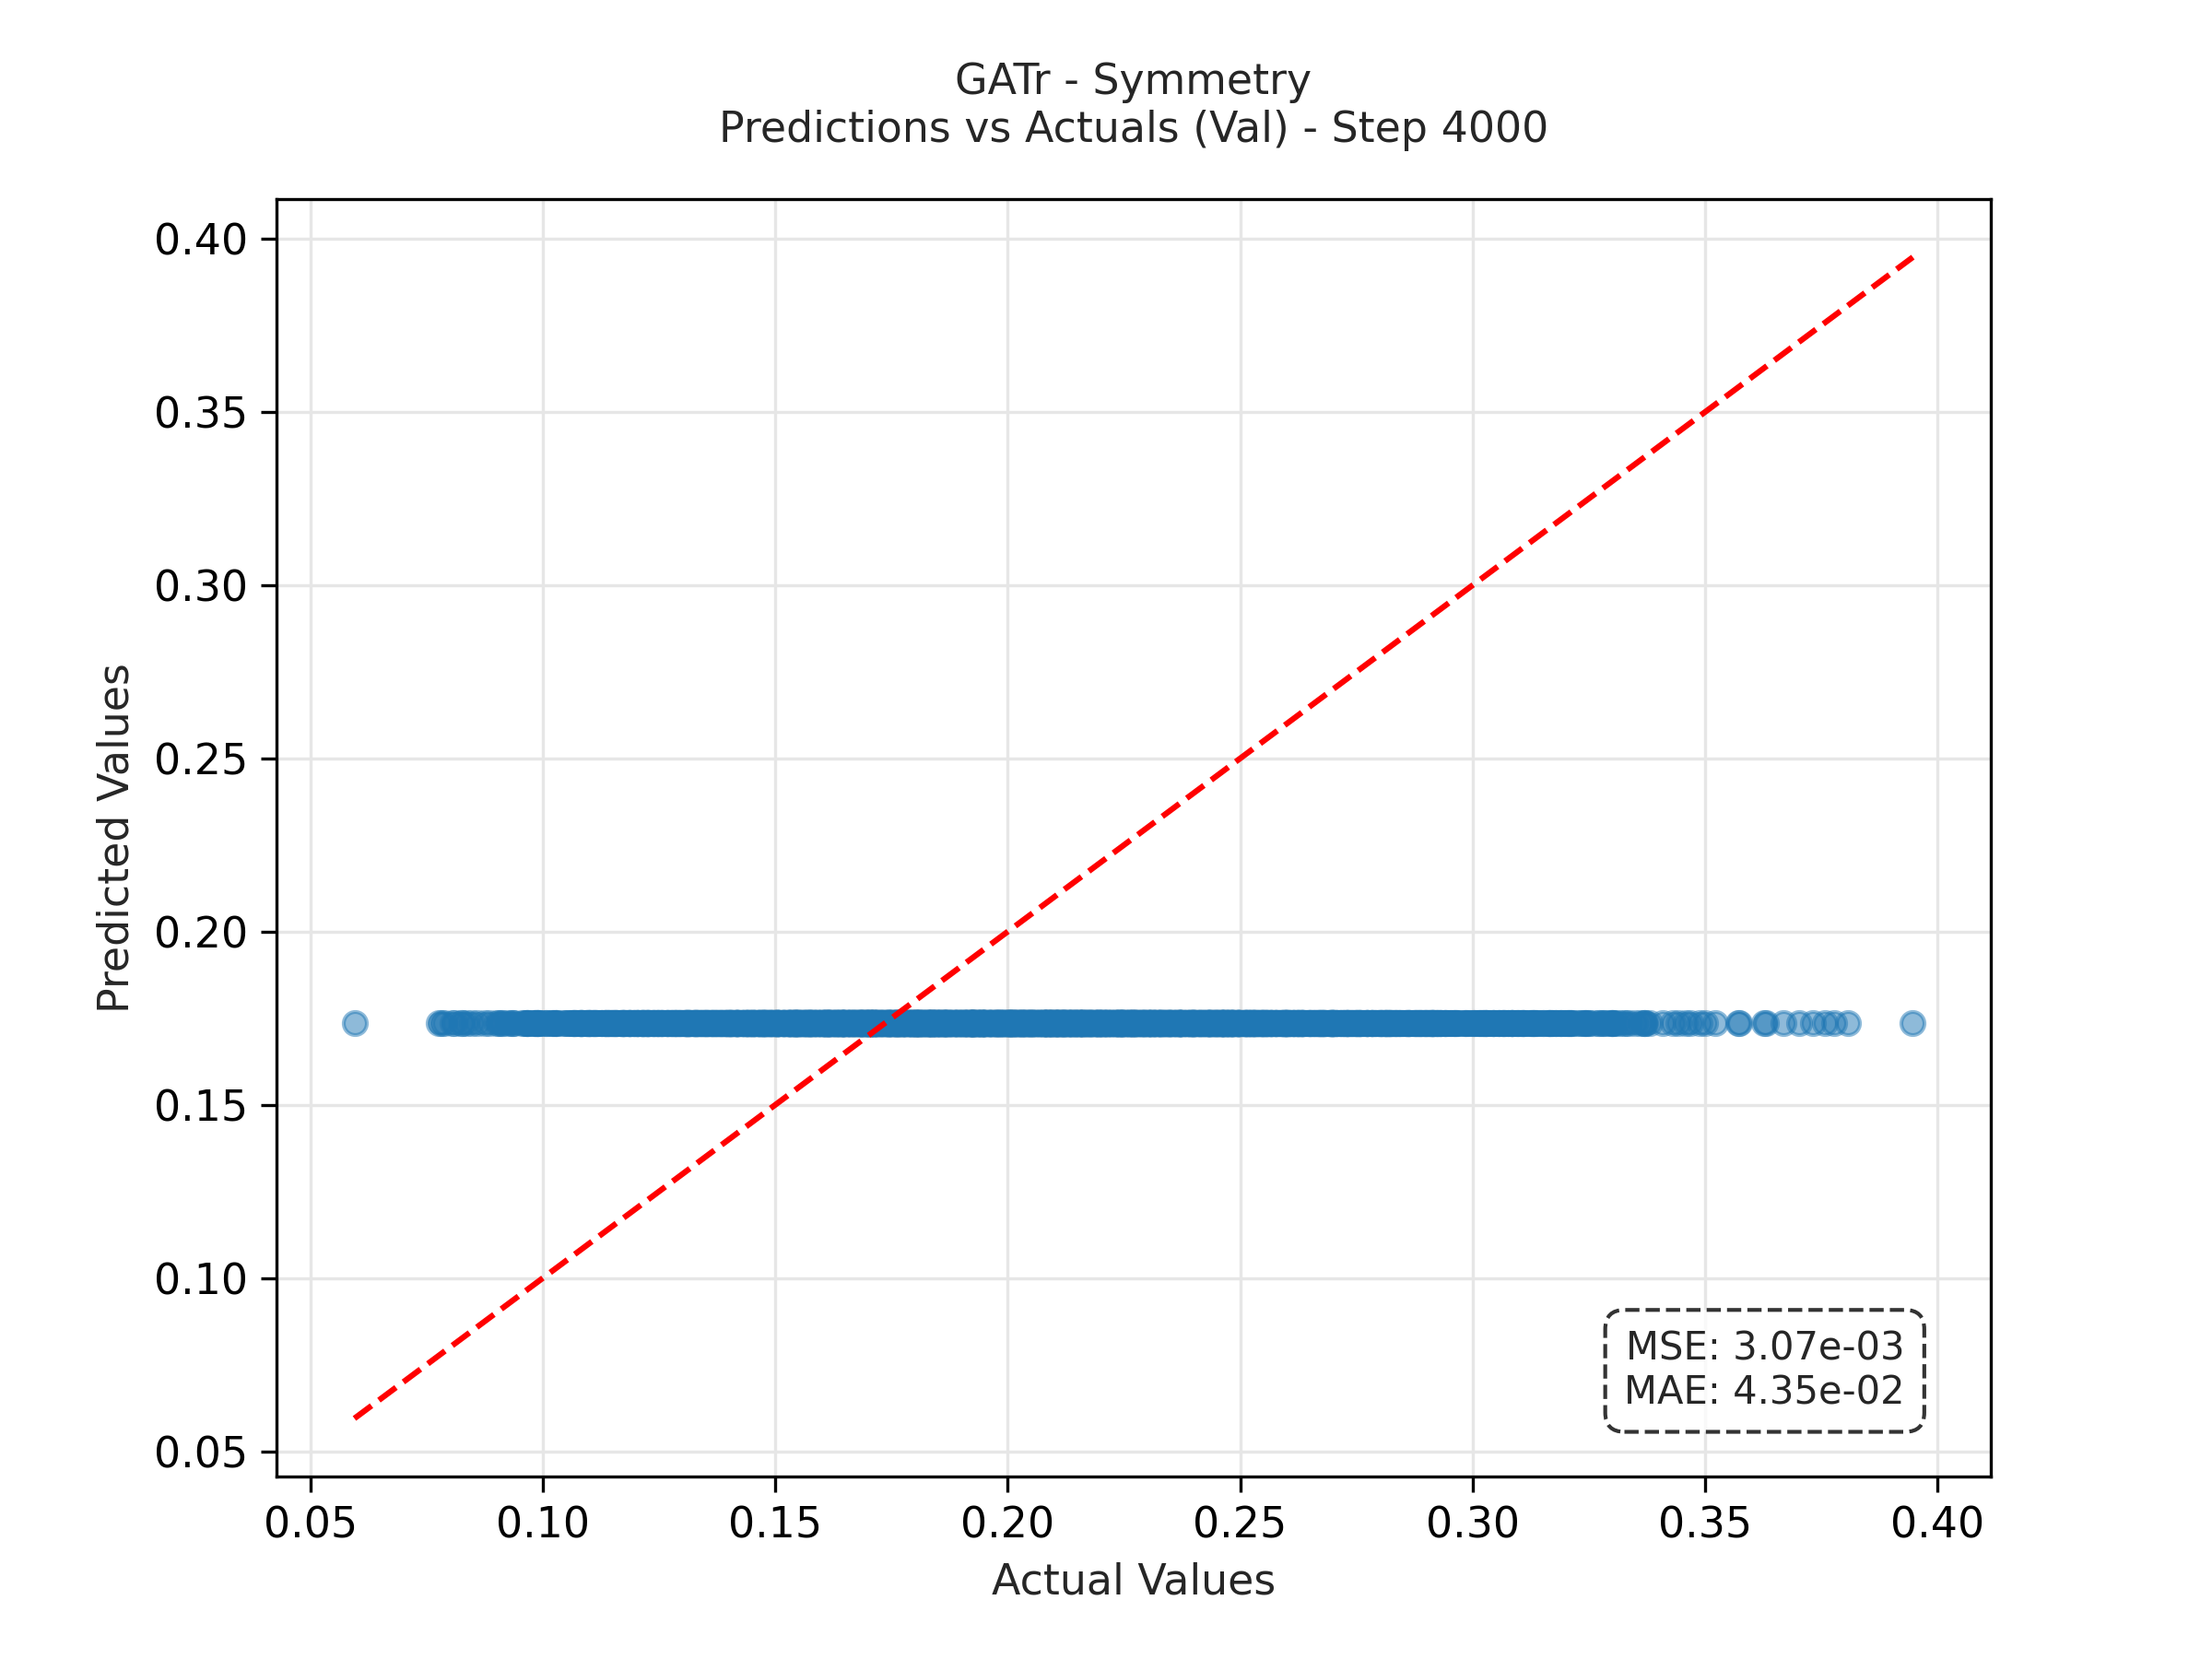 GATr - Symmetry
Predictions vs Actuals (Val) - Step 4000
0.40
0.35
0.30
0.25
0.20
0.15
0.10
0.05
Predicted Values
MSE: 3.07e-03
MAE: 4.35e-02
0.05 0.10 0.15 0.20 0.25 0.30 0.35 0.40
Actual Values